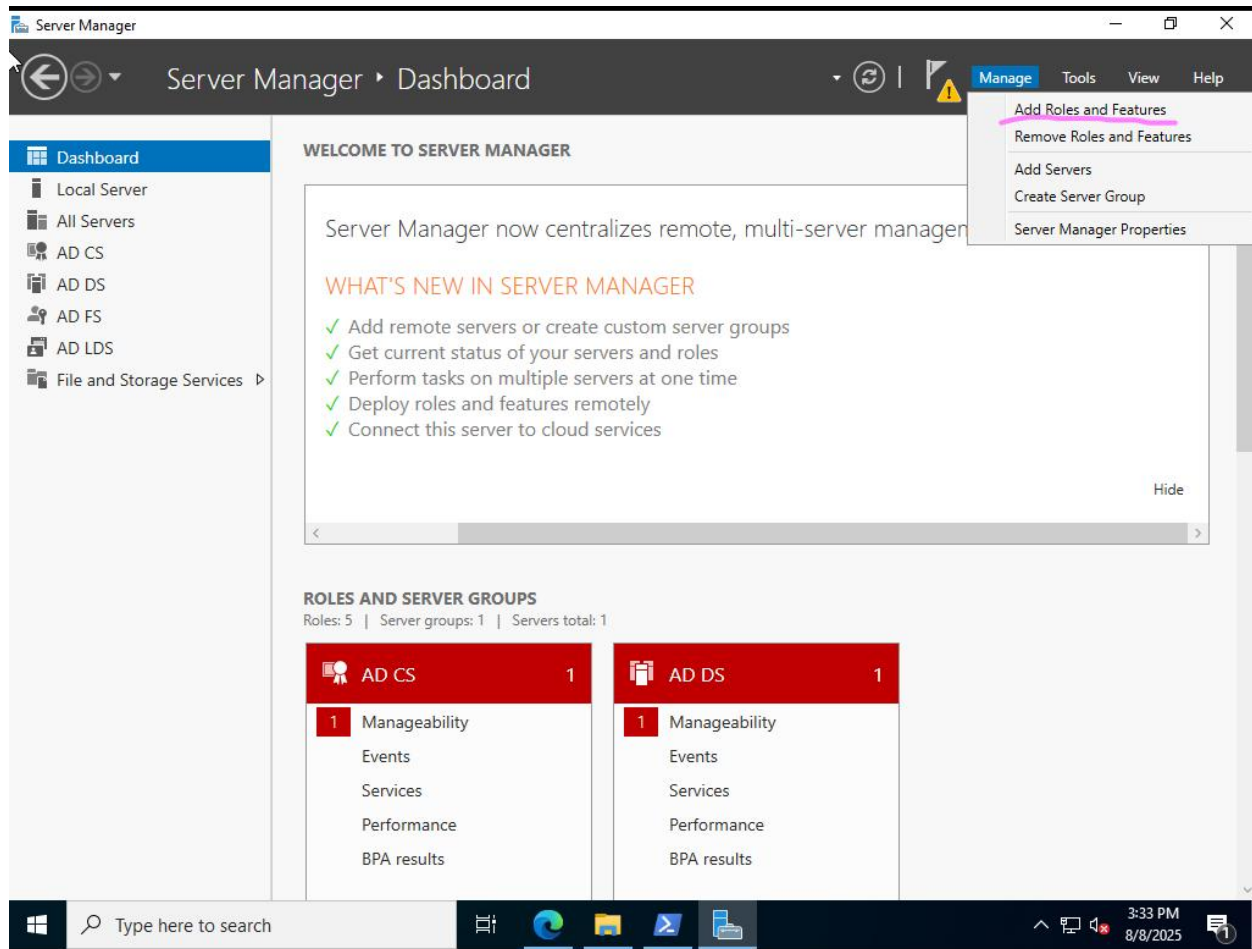 Server Manager
Server Manager • Dashboard
Manage Tools View Help
Add Roles and Features
Remove Roles and Features
Add Servers
Create Server Group
Server Manager Properties
Dashboard
Local Server
All Servers
AD CS
AD DS
AD FS
AD LDS
File and Storage Services
WELCOME TO SERVER MANAGER
Server Manager now centralizes remote, multi-server managem
WHAT'S NEW IN SERVER MANAGER
✓ Add remote servers or create custom server groups
✓ Get current status of your servers and roles
✓ Perform tasks on multiple servers at one time
✓ Deploy roles and features remotely
✓ Connect this server to cloud services
Hide
ROLES AND SERVER GROUPS
Roles: 5 | Server groups: 1 | Servers total: 1
AD CS 1
1 Manageability
Events
Services
Performance
BPA results
AD DS 1
1 Manageability
Events
Services
Performance
BPA results
Type here to search
3:33 PM
8/8/2025
1